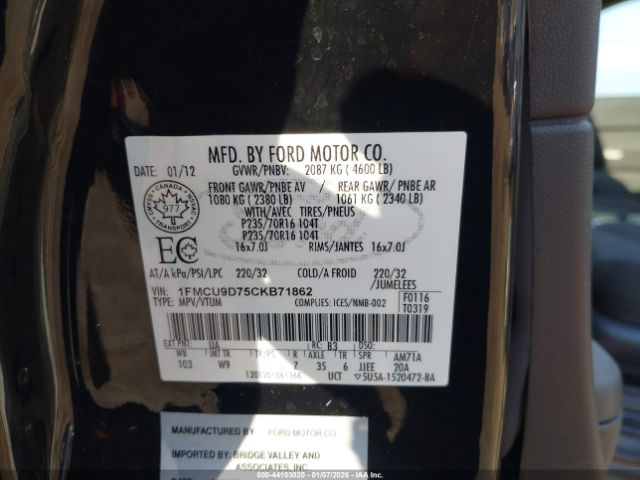 MFD. BY FORD MOTOR CO.
DATE: 01/12 GVWR/PNBV: 2087 KG ( 4600 LB)
FRONT GAWR/PNBE AV / REAR GAWR/ PNBE AR
1080 KG ( 2380 LB) 1061 KG ( 2340 LB)
WITH/AVEC TIRES/PNEUS
P235/70R16 104T
P235/70R16 104T
16x7.0J RIMS/JANTES 16x7.0J
CANADA
977
TRANSPORT
EC
AT/A kPa/PSI/LPC 220/32 COLD/A FROID 220/32 /JUMELEES
VIN: 1FMCU9D75CKB71862
TYPE: MPV/VTUM COMPLIES: ICES/NMB-002
F0116
T0319
EXT PNT: UA RC: B3 DSO:
WB INT TR TP/PS R AXLE TR SPR AM71A
103 W9 Z 35 6 JJEE 20A
UCT 5U5A-1520472-BA
MANUFACTURED BY FORD MOTOR CO.
IMPORTED BY: BRIDGE VALLEY AND
ASSOCIATES, INC
--- 44103020 --- 01/07/2026 --- IAAI ---